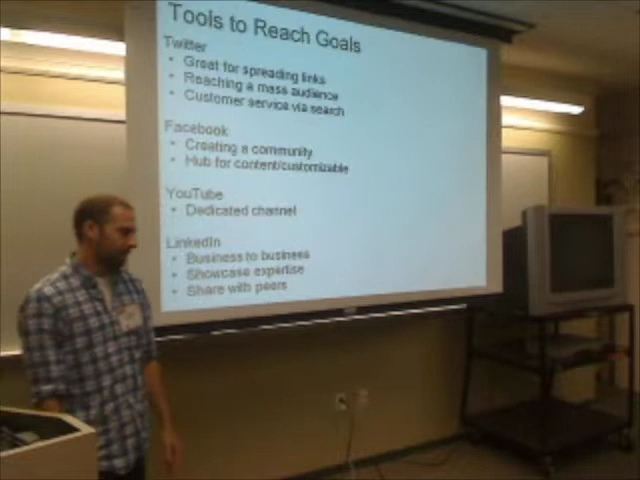 Tools to Reach Goals
Twitter
• Great for spreading links
• Reaching a mass audience
• Customer service via search
Facebook
• Creating a community
• Hub for content/customizable
YouTube
• Dedicated channel
LinkedIn
• Business to business
• Showcase expertise
• Share with peers